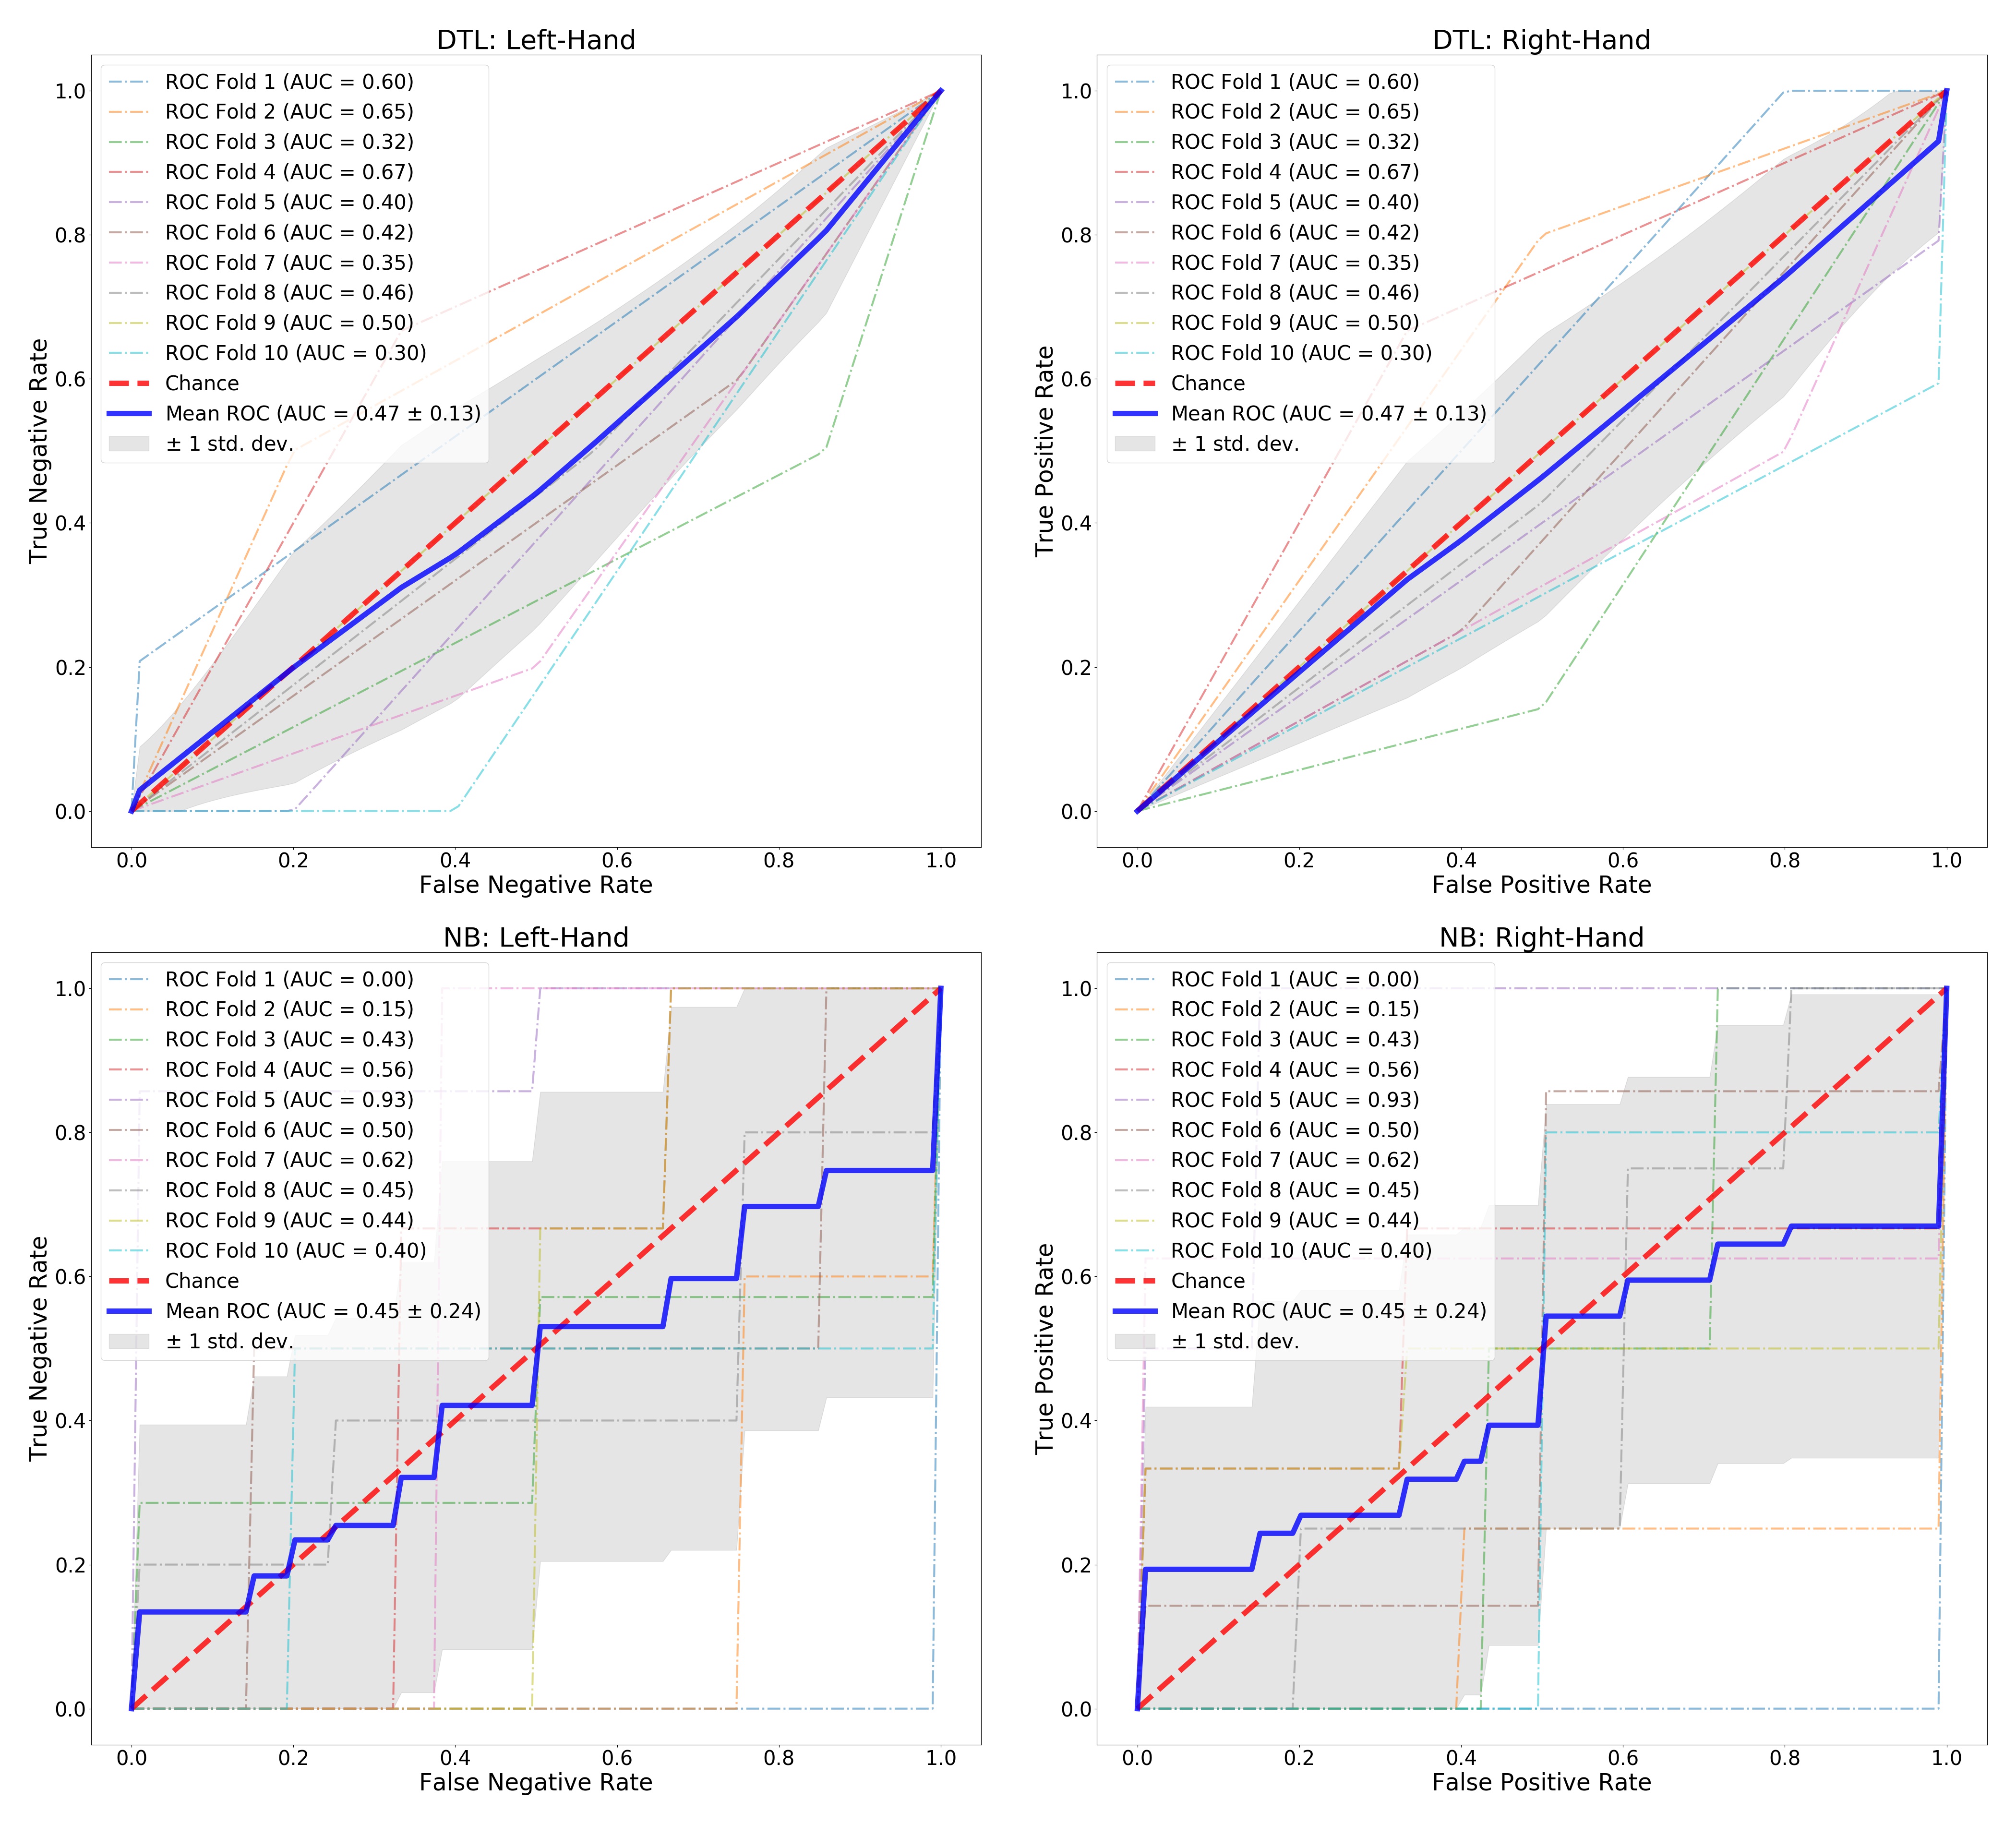 DTL: Left-Hand
ROC Fold 1 (AUC = 0.60)
ROC Fold 2 (AUC = 0.65)
ROC Fold 3 (AUC = 0.32)
ROC Fold 4 (AUC = 0.67)
ROC Fold 5 (AUC = 0.40)
ROC Fold 6 (AUC = 0.42)
ROC Fold 7 (AUC = 0.35)
ROC Fold 8 (AUC = 0.46)
ROC Fold 9 (AUC = 0.50)
ROC Fold 10 (AUC = 0.30)
Chance
Mean ROC (AUC = 0.47 ± 0.13)
± 1 std. dev.
True Negative Rate
1.0
0.8
0.6
0.4
0.2
0.0
0.0 0.2 0.4 0.6 0.8 1.0
False Negative Rate
DTL: Right-Hand
ROC Fold 1 (AUC = 0.60)
ROC Fold 2 (AUC = 0.65)
ROC Fold 3 (AUC = 0.32)
ROC Fold 4 (AUC = 0.67)
ROC Fold 5 (AUC = 0.40)
ROC Fold 6 (AUC = 0.42)
ROC Fold 7 (AUC = 0.35)
ROC Fold 8 (AUC = 0.46)
ROC Fold 9 (AUC = 0.50)
ROC Fold 10 (AUC = 0.30)
Chance
Mean ROC (AUC = 0.47 ± 0.13)
± 1 std. dev.
True Positive Rate
1.0
0.8
0.6
0.4
0.2
0.0
0.0 0.2 0.4 0.6 0.8 1.0
False Positive Rate
NB: Left-Hand
ROC Fold 1 (AUC = 0.00)
ROC Fold 2 (AUC = 0.15)
ROC Fold 3 (AUC = 0.43)
ROC Fold 4 (AUC = 0.56)
ROC Fold 5 (AUC = 0.93)
ROC Fold 6 (AUC = 0.50)
ROC Fold 7 (AUC = 0.62)
ROC Fold 8 (AUC = 0.45)
ROC Fold 9 (AUC = 0.44)
ROC Fold 10 (AUC = 0.40)
Chance
Mean ROC (AUC = 0.45 ± 0.24)
± 1 std. dev.
True Negative Rate
1.0
0.8
0.6
0.4
0.2
0.0
0.0 0.2 0.4 0.6 0.8 1.0
False Negative Rate
NB: Right-Hand
ROC Fold 1 (AUC = 0.00)
ROC Fold 2 (AUC = 0.15)
ROC Fold 3 (AUC = 0.43)
ROC Fold 4 (AUC = 0.56)
ROC Fold 5 (AUC = 0.93)
ROC Fold 6 (AUC = 0.50)
ROC Fold 7 (AUC = 0.62)
ROC Fold 8 (AUC = 0.45)
ROC Fold 9 (AUC = 0.44)
ROC Fold 10 (AUC = 0.40)
Chance
Mean ROC (AUC = 0.45 ± 0.24)
± 1 std. dev.
True Positive Rate
1.0
0.8
0.6
0.4
0.2
0.0
0.0 0.2 0.4 0.6 0.8 1.0
False Positive Rate